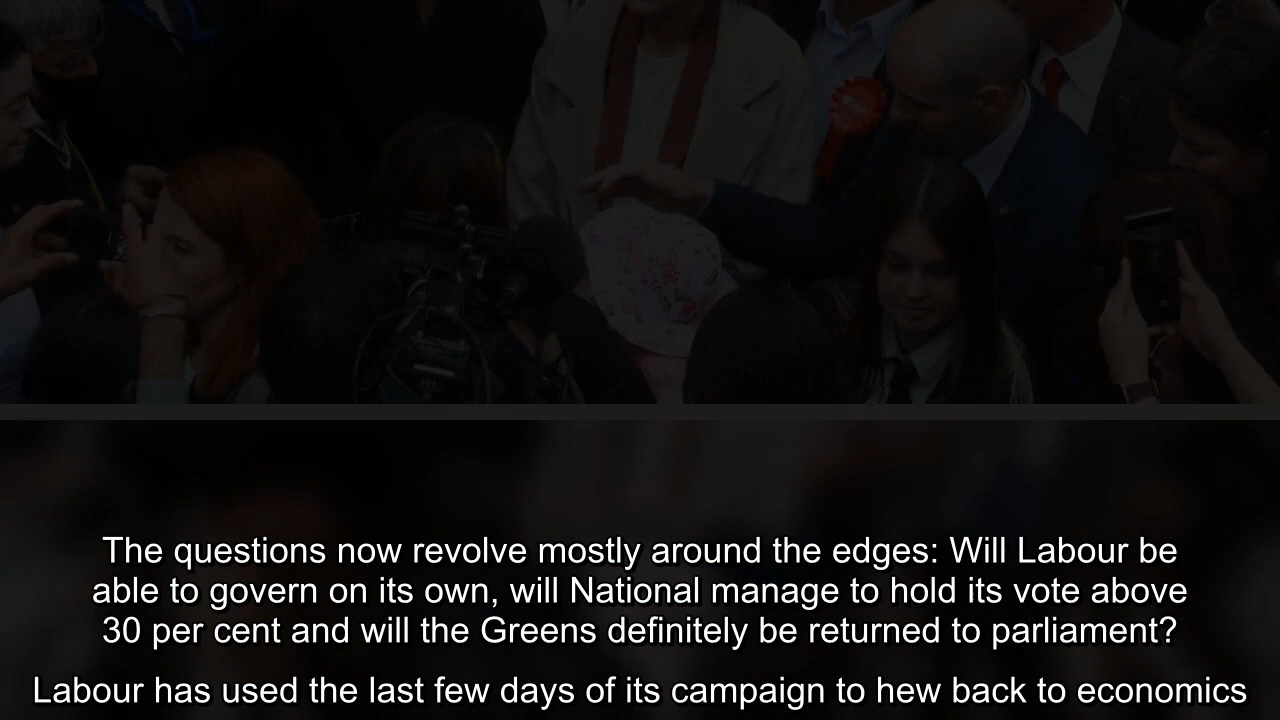 The questions now revolve mostly around the edges: Will Labour be
able to govern on its own, will National manage to hold its vote above
30 per cent and will the Greens definitely be returned to parliament?
Labour has used the last few days of its campaign to hew back to economics